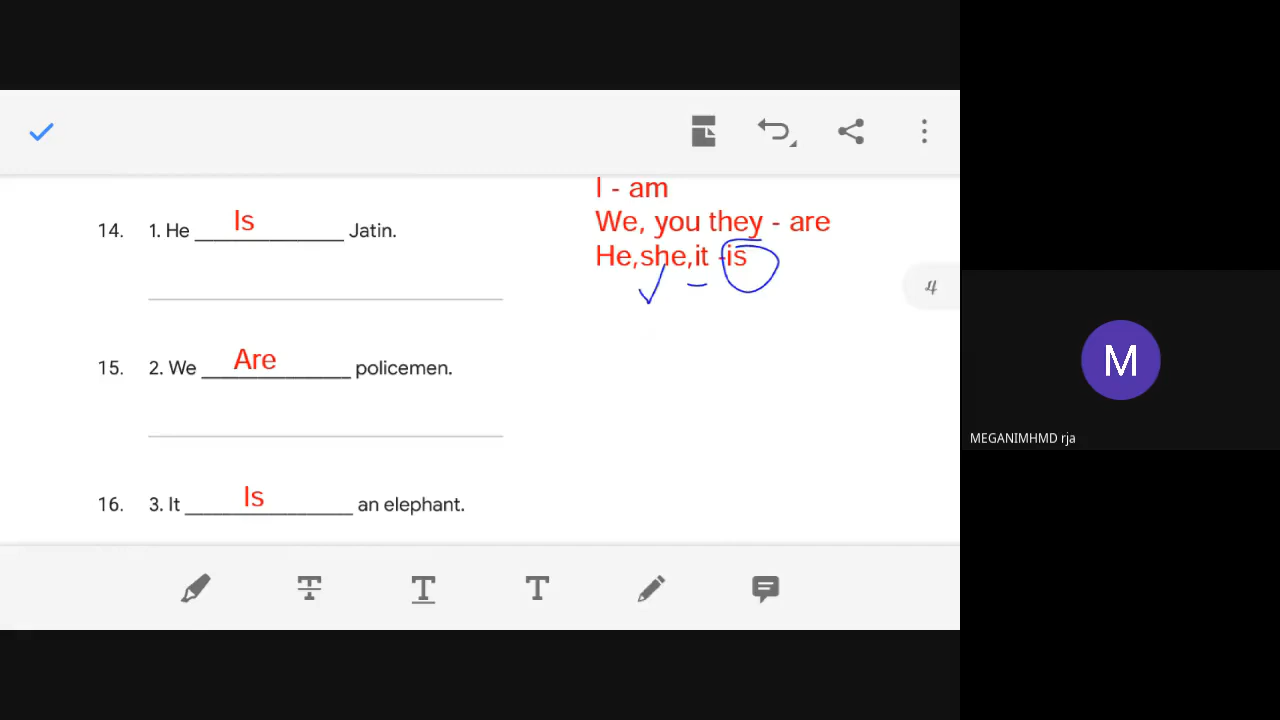 I - am
We, you they - are
He,she,it -is
14. 1. He Is Jatin.
4
15. 2. We Are policemen.
16. 3. It Is an elephant.
T T T
M
MEGANIMHMD rja